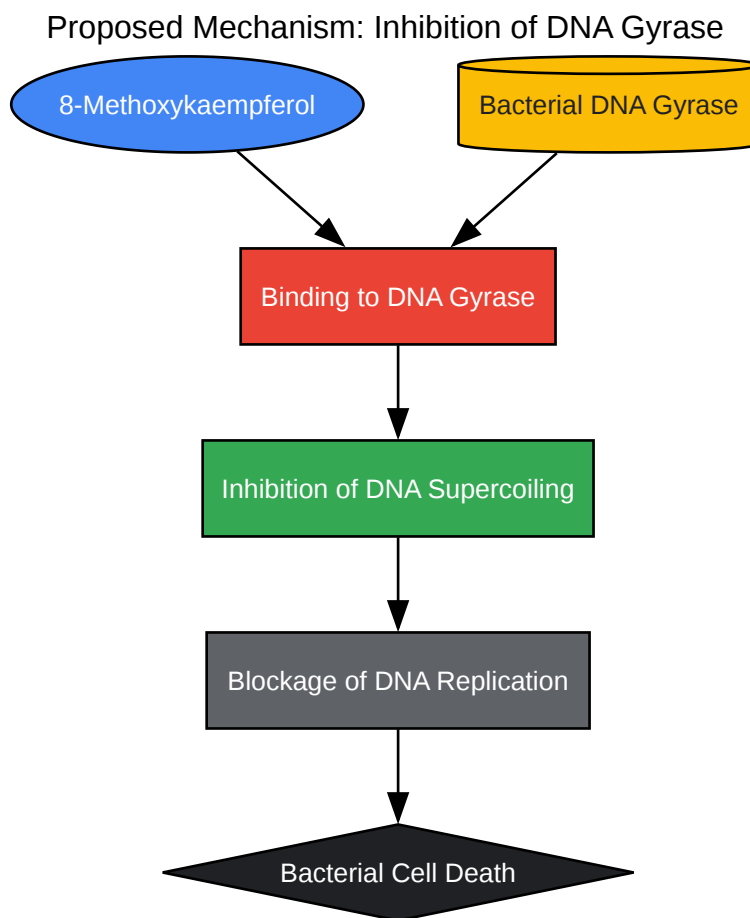 Proposed Mechanism: Inhibition of DNA Gyrase
8-Methoxykaempferol
Bacterial DNA Gyrase
Binding to DNA Gyrase
Inhibition of DNA Supercoiling
Blockage of DNA Replication
Bacterial Cell Death